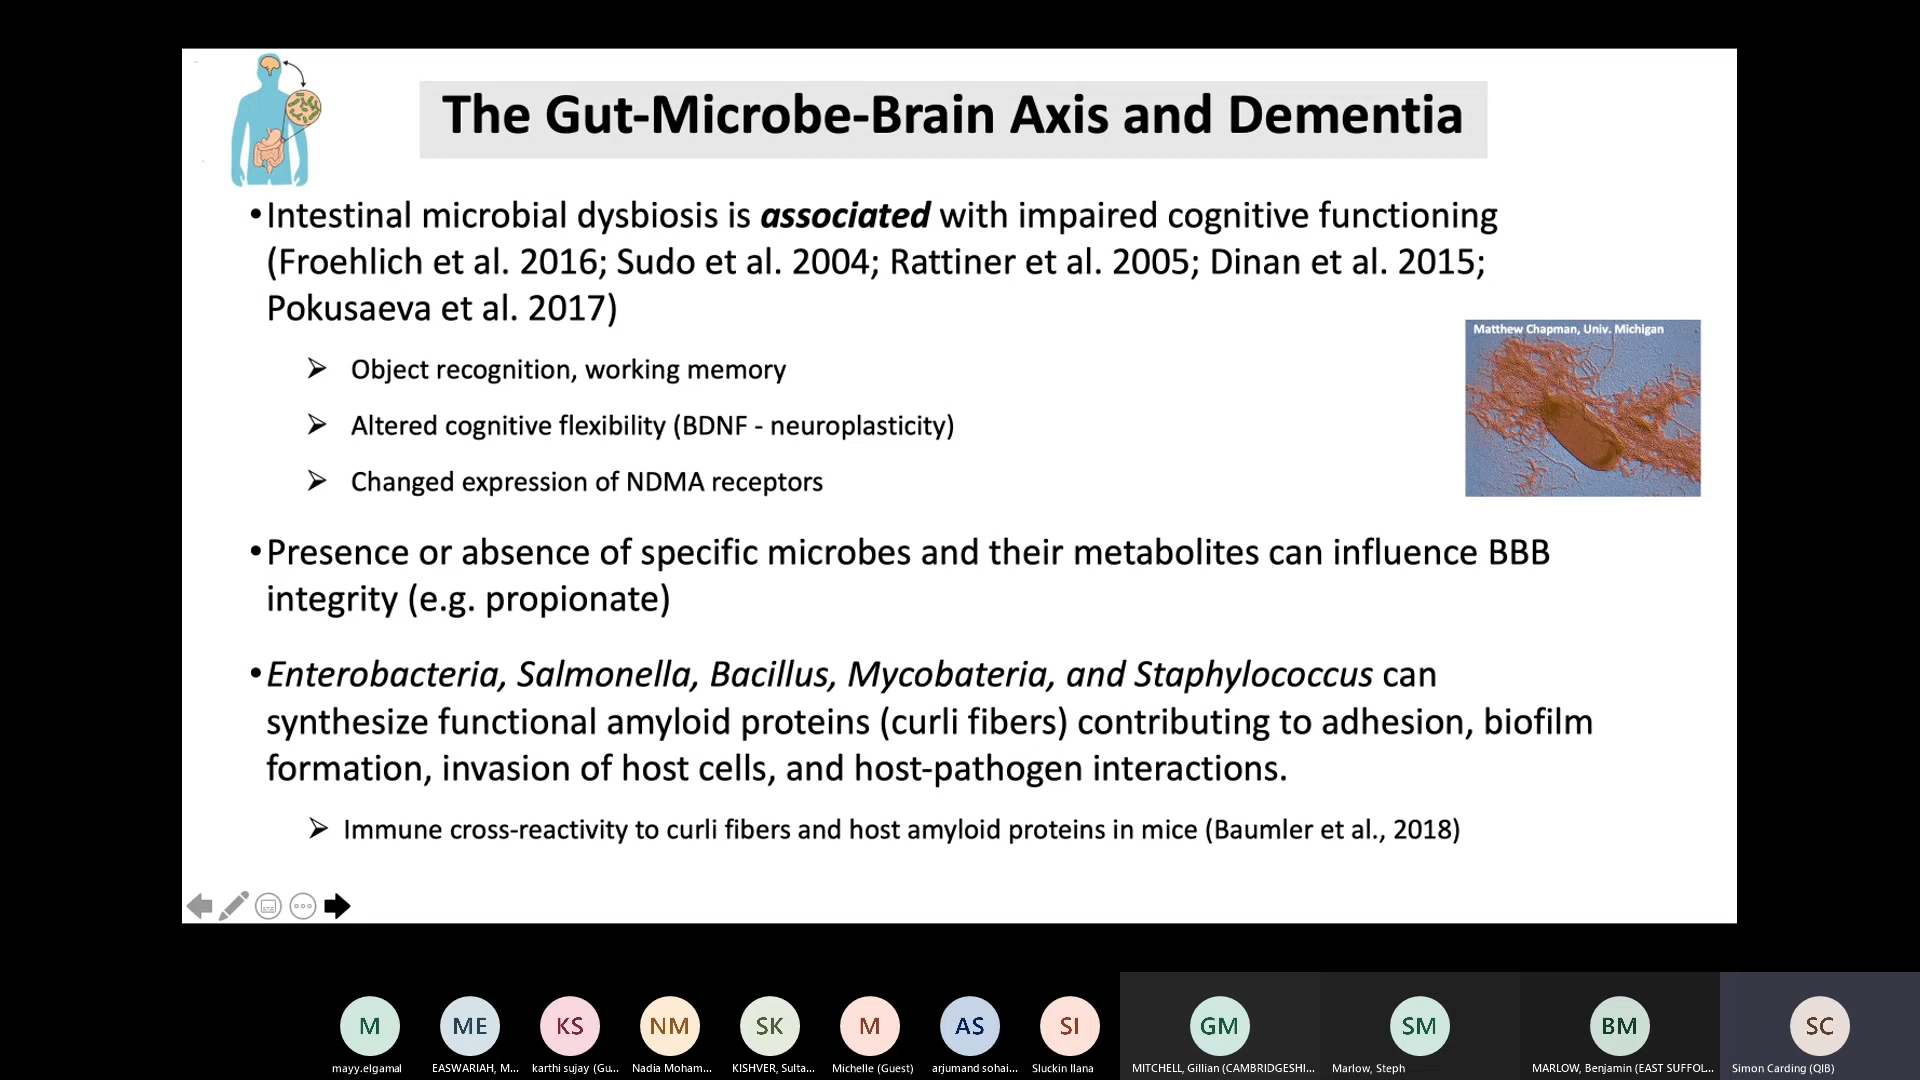 The Gut-Microbe-Brain Axis and Dementia
•Intestinal microbial dysbiosis is associated with impaired cognitive functioning
(Froehlich et al. 2016; Sudo et al. 2004; Rattiner et al. 2005; Dinan et al. 2015;
Pokusaeva et al. 2017)
Matthew Chapman, Univ. Michigan
➢ Object recognition, working memory
➢ Altered cognitive flexibility (BDNF - neuroplasticity)
➢ Changed expression of NDMA receptors
•Presence or absence of specific microbes and their metabolites can influence BBB
integrity (e.g. propionate)
•Enterobacteria, Salmonella, Bacillus, Mycobateria, and Staphylococcus can
synthesize functional amyloid proteins (curli fibers) contributing to adhesion, biofilm
formation, invasion of host cells, and host-pathogen interactions.
➢ Immune cross-reactivity to curli fibers and host amyloid proteins in mice (Baumler et al., 2018)
M ME KS NM SK M AS SI GM SM BM SC
mayy.elgamal EASWARIAH, M... karthi sujay (Gu... Nadia Moham... KISHVER, Sulta... Michelle (Guest) arjumand sohai... Sluckin Ilana MITCHELL, Gillian (CAMBRIDGESHI... Marlow, Steph MARLOW, Benjamin (EAST SUFFOL... Simon Carding (QIB)